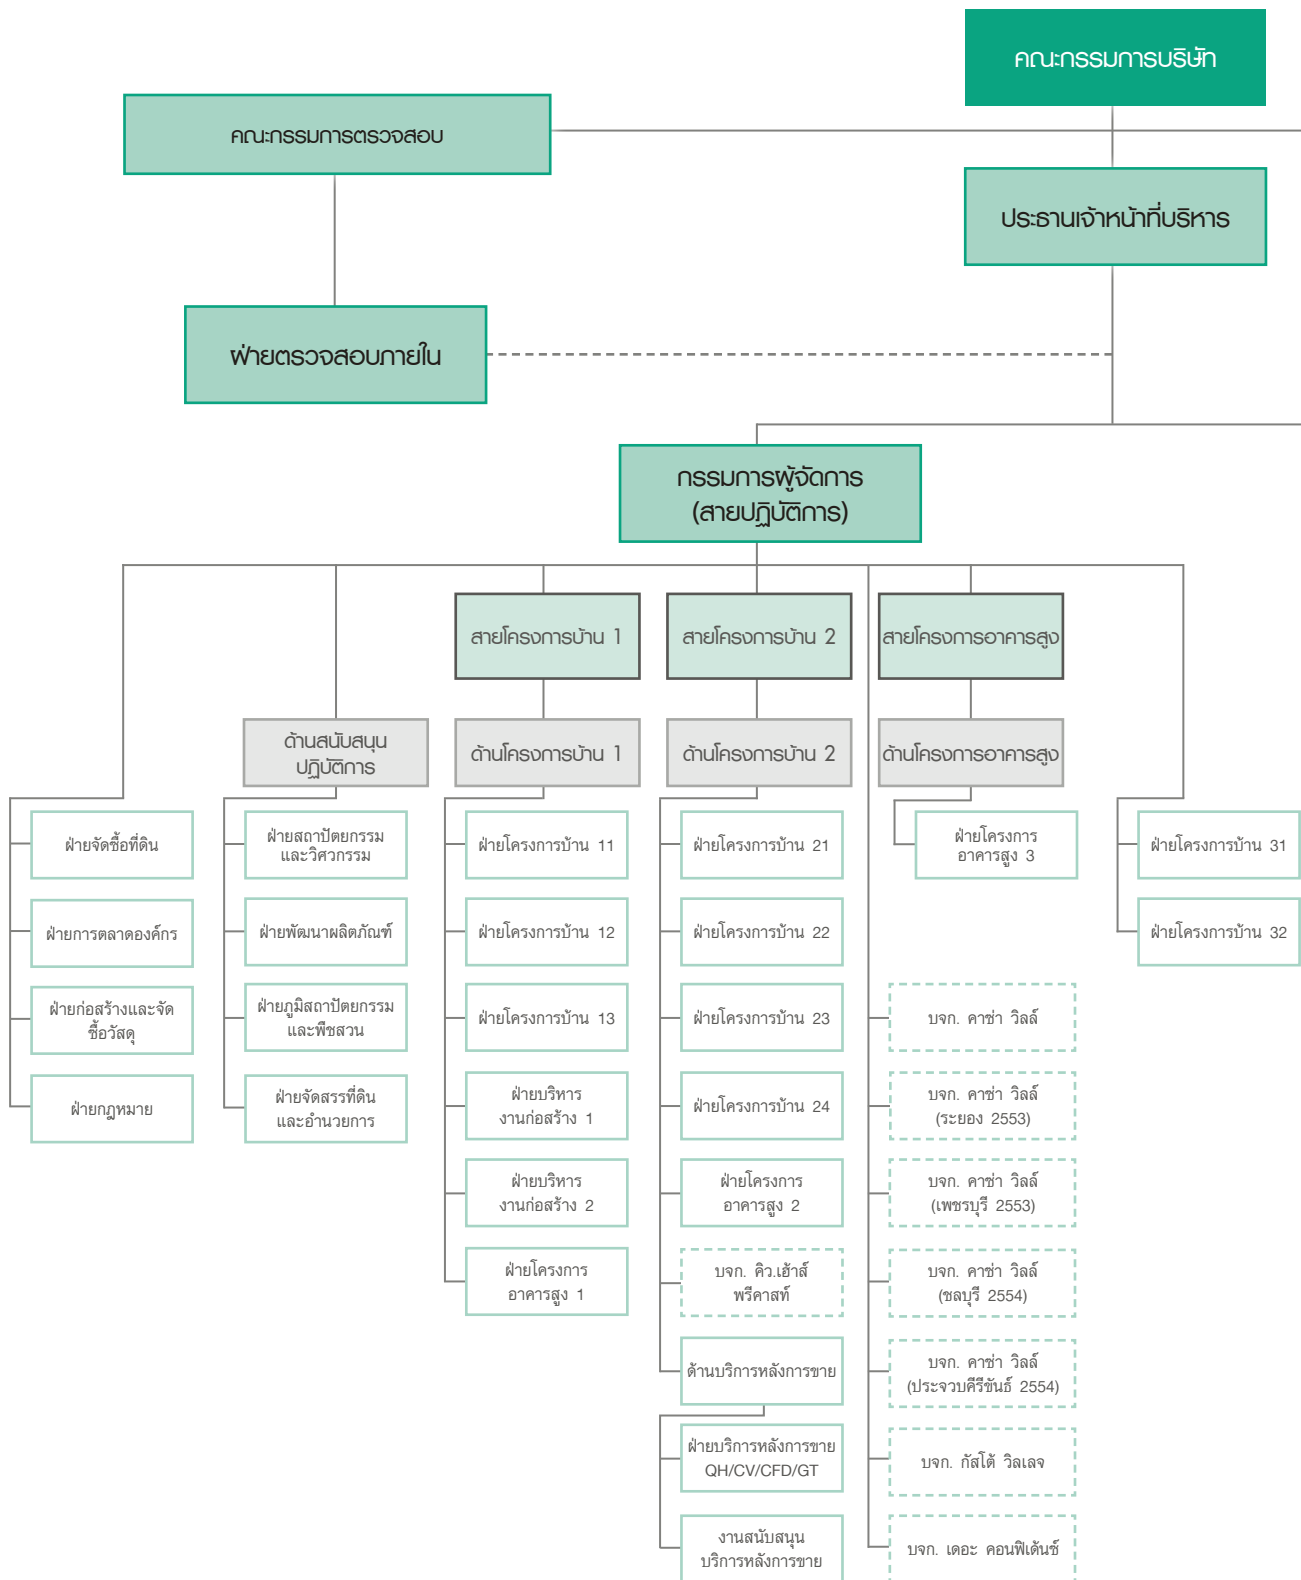 คณะกรรมการบริษัท
คณะกรรมการตรวจสอบ
ประธานเจ้าหน้าที่บริหาร
ฝ่ายตรวจสอบภายใน
กรรมการผู้จัดการ
(สายปฏิบัติการ)
สายโครงการบ้าน 1
สายโครงการบ้าน 2
สายโครงการอาคารสูง
ด้านสนับสนุน
ปฏิบัติการ
ด้านโครงการบ้าน 1
ด้านโครงการบ้าน 2
ด้านโครงการอาคารสูง
ฝ่ายจัดซื้อที่ดิน
ฝ่ายการตลาดองค์กร
ฝ่ายก่อสร้างและจัด
ซื้อวัสดุ
ฝ่ายกฎหมาย
ฝ่ายสถาปัตยกรรม
และวิศวกรรม
ฝ่ายพัฒนาผลิตภัณฑ์
ฝ่ายภูมิสถาปัตยกรรม
และพืชสวน
ฝ่ายจัดสรรที่ดิน
และอำนวยการ
ฝ่ายโครงการบ้าน 11
ฝ่ายโครงการบ้าน 12
ฝ่ายโครงการบ้าน 13
ฝ่ายบริหาร
งานก่อสร้าง 1
ฝ่ายบริหาร
งานก่อสร้าง 2
ฝ่ายโครงการ
อาคารสูง 1
ฝ่ายโครงการบ้าน 21
ฝ่ายโครงการบ้าน 22
ฝ่ายโครงการบ้าน 23
ฝ่ายโครงการบ้าน 24
ฝ่ายโครงการ
อาคารสูง 2
บจก. คิว.เฮ้าส์
พรีคาสท์
ด้านบริการหลังการขาย
ฝ่ายบริการหลังการขาย
QH/CV/CFD/GT
งานสนับสนุน
บริการหลังการขาย
ฝ่ายโครงการ
อาคารสูง 3
บจก. คาซ่า วิลล์
บจก. คาซ่า วิลล์
(ระยอง 2553)
บจก. คาซ่า วิลล์
(เพชรบุรี 2553)
บจก. คาซ่า วิลล์
(ชลบุรี 2554)
บจก. คาซ่า วิลล์
(ประจวบคีรีขันธ์ 2554)
บจก. กัสโต้ วิลเลจ
บจก. เดอะ คอนฟิเด้นซ์
ฝ่ายโครงการบ้าน 31
ฝ่ายโครงการบ้าน 32